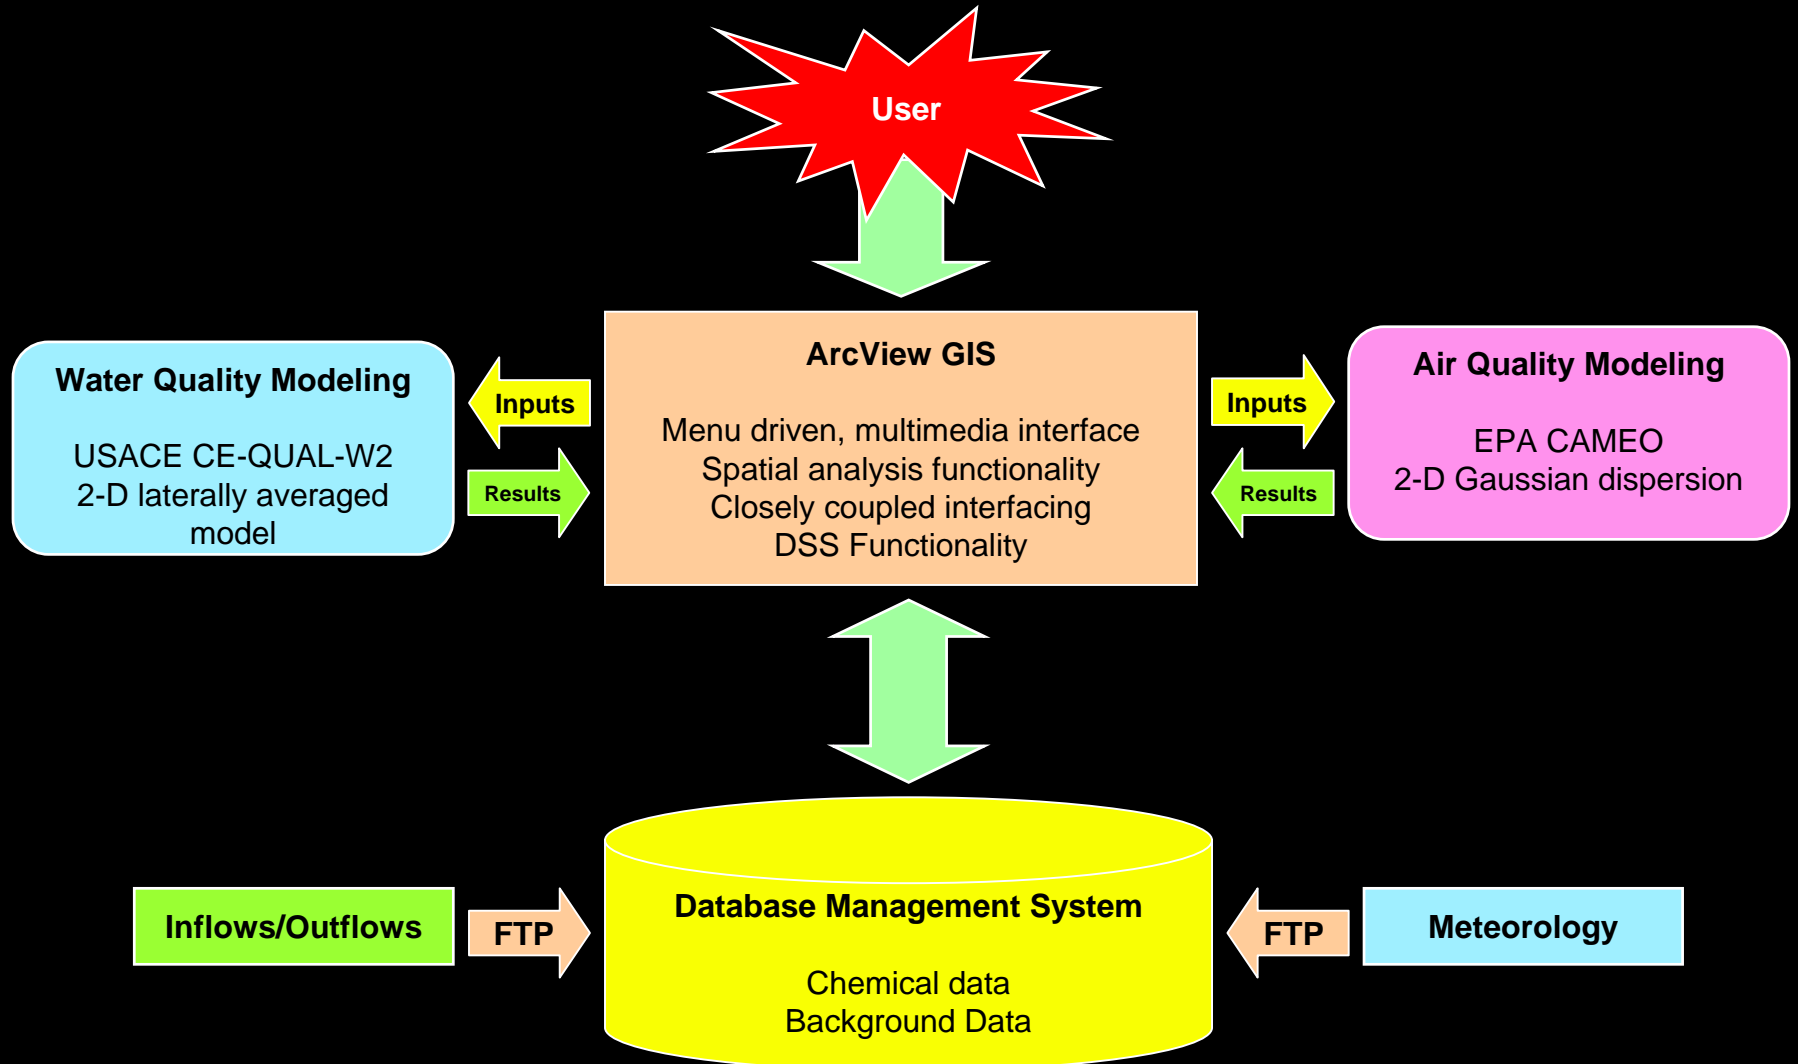 User
ArcView GIS
Menu driven, multimedia interface
Spatial analysis functionality
Closely coupled interfacing
DSS Functionality
Water Quality Modeling
USACE CE-QUAL-W2
2-D laterally averaged
model
Inputs
Results
Inputs
Results
Air Quality Modeling
EPA CAMEO
2-D Gaussian dispersion
Inflows/Outflows
FTP
Database Management System
Chemical data
Background Data
FTP
Meteorology